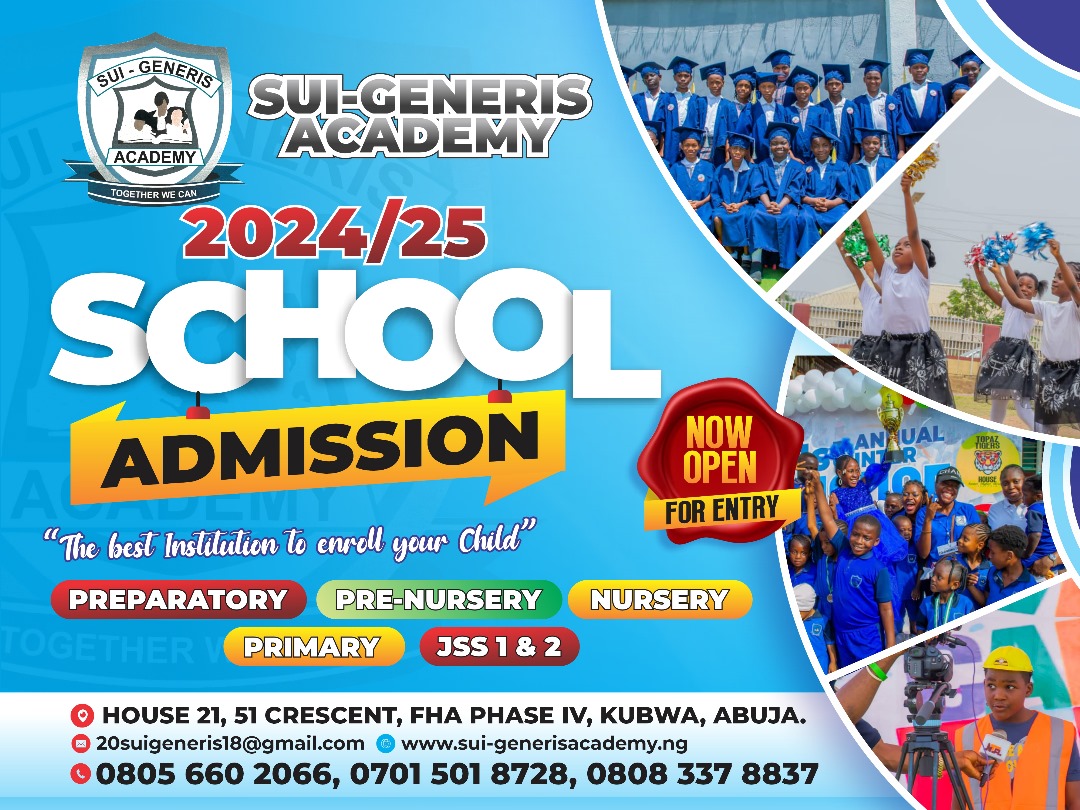 SUI - GENERIS
ACADEMY
TOGETHER WE CAN
SUI-GENERIS
ACADEMY
2024/25
SCHOOL
ADMISSION
NOW
OPEN
FOR ENTRY
"The best Institution to enroll your Child"
PREPARATORY
PRE-NURSERY
NURSERY
PRIMARY
JSS 1 & 2
HOUSE 21, 51 CRESCENT, FHA PHASE IV, KUBWA, ABUJA.
20suigeneris18@gmail.com
www.sui-generisacademy.ng
0805 660 2066, 0701 501 8728, 0808 337 8837
ANNUAL
TOPAZ
TIGERS
HOUSE